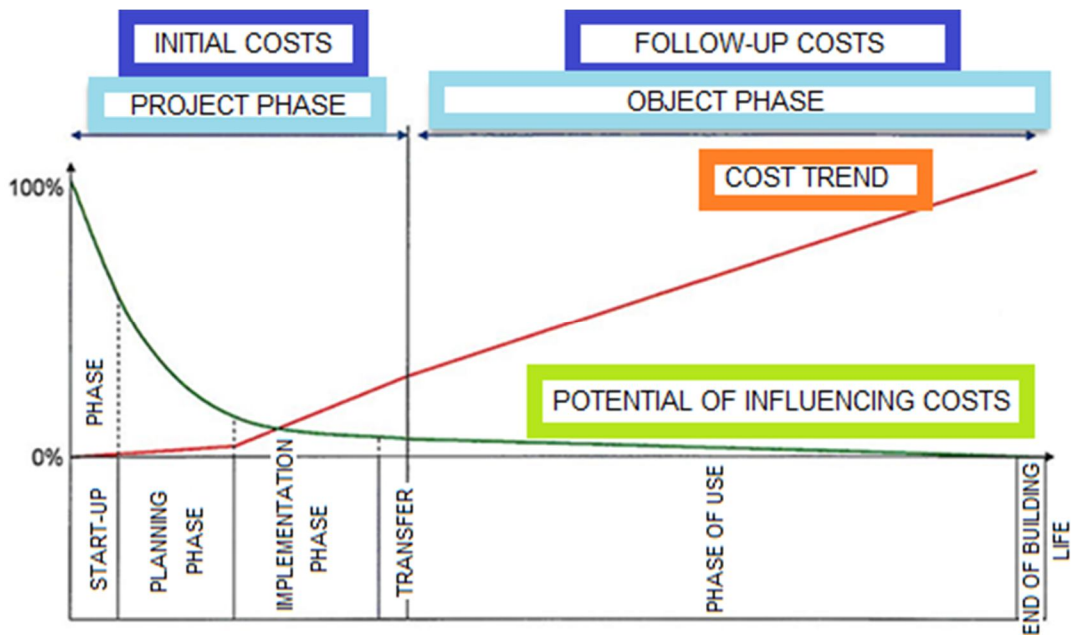 INITIAL COSTS
FOLLOW-UP COSTS
PROJECT PHASE
OBJECT PHASE
COST TREND
100%
POTENTIAL OF INFLUENCING COSTS
0%
START-UP PHASE
PLANNING
PHASE
IMPLEMENTATION
PHASE
TRANSFER
PHASE OF USE
END OF BUILDING
LIFE